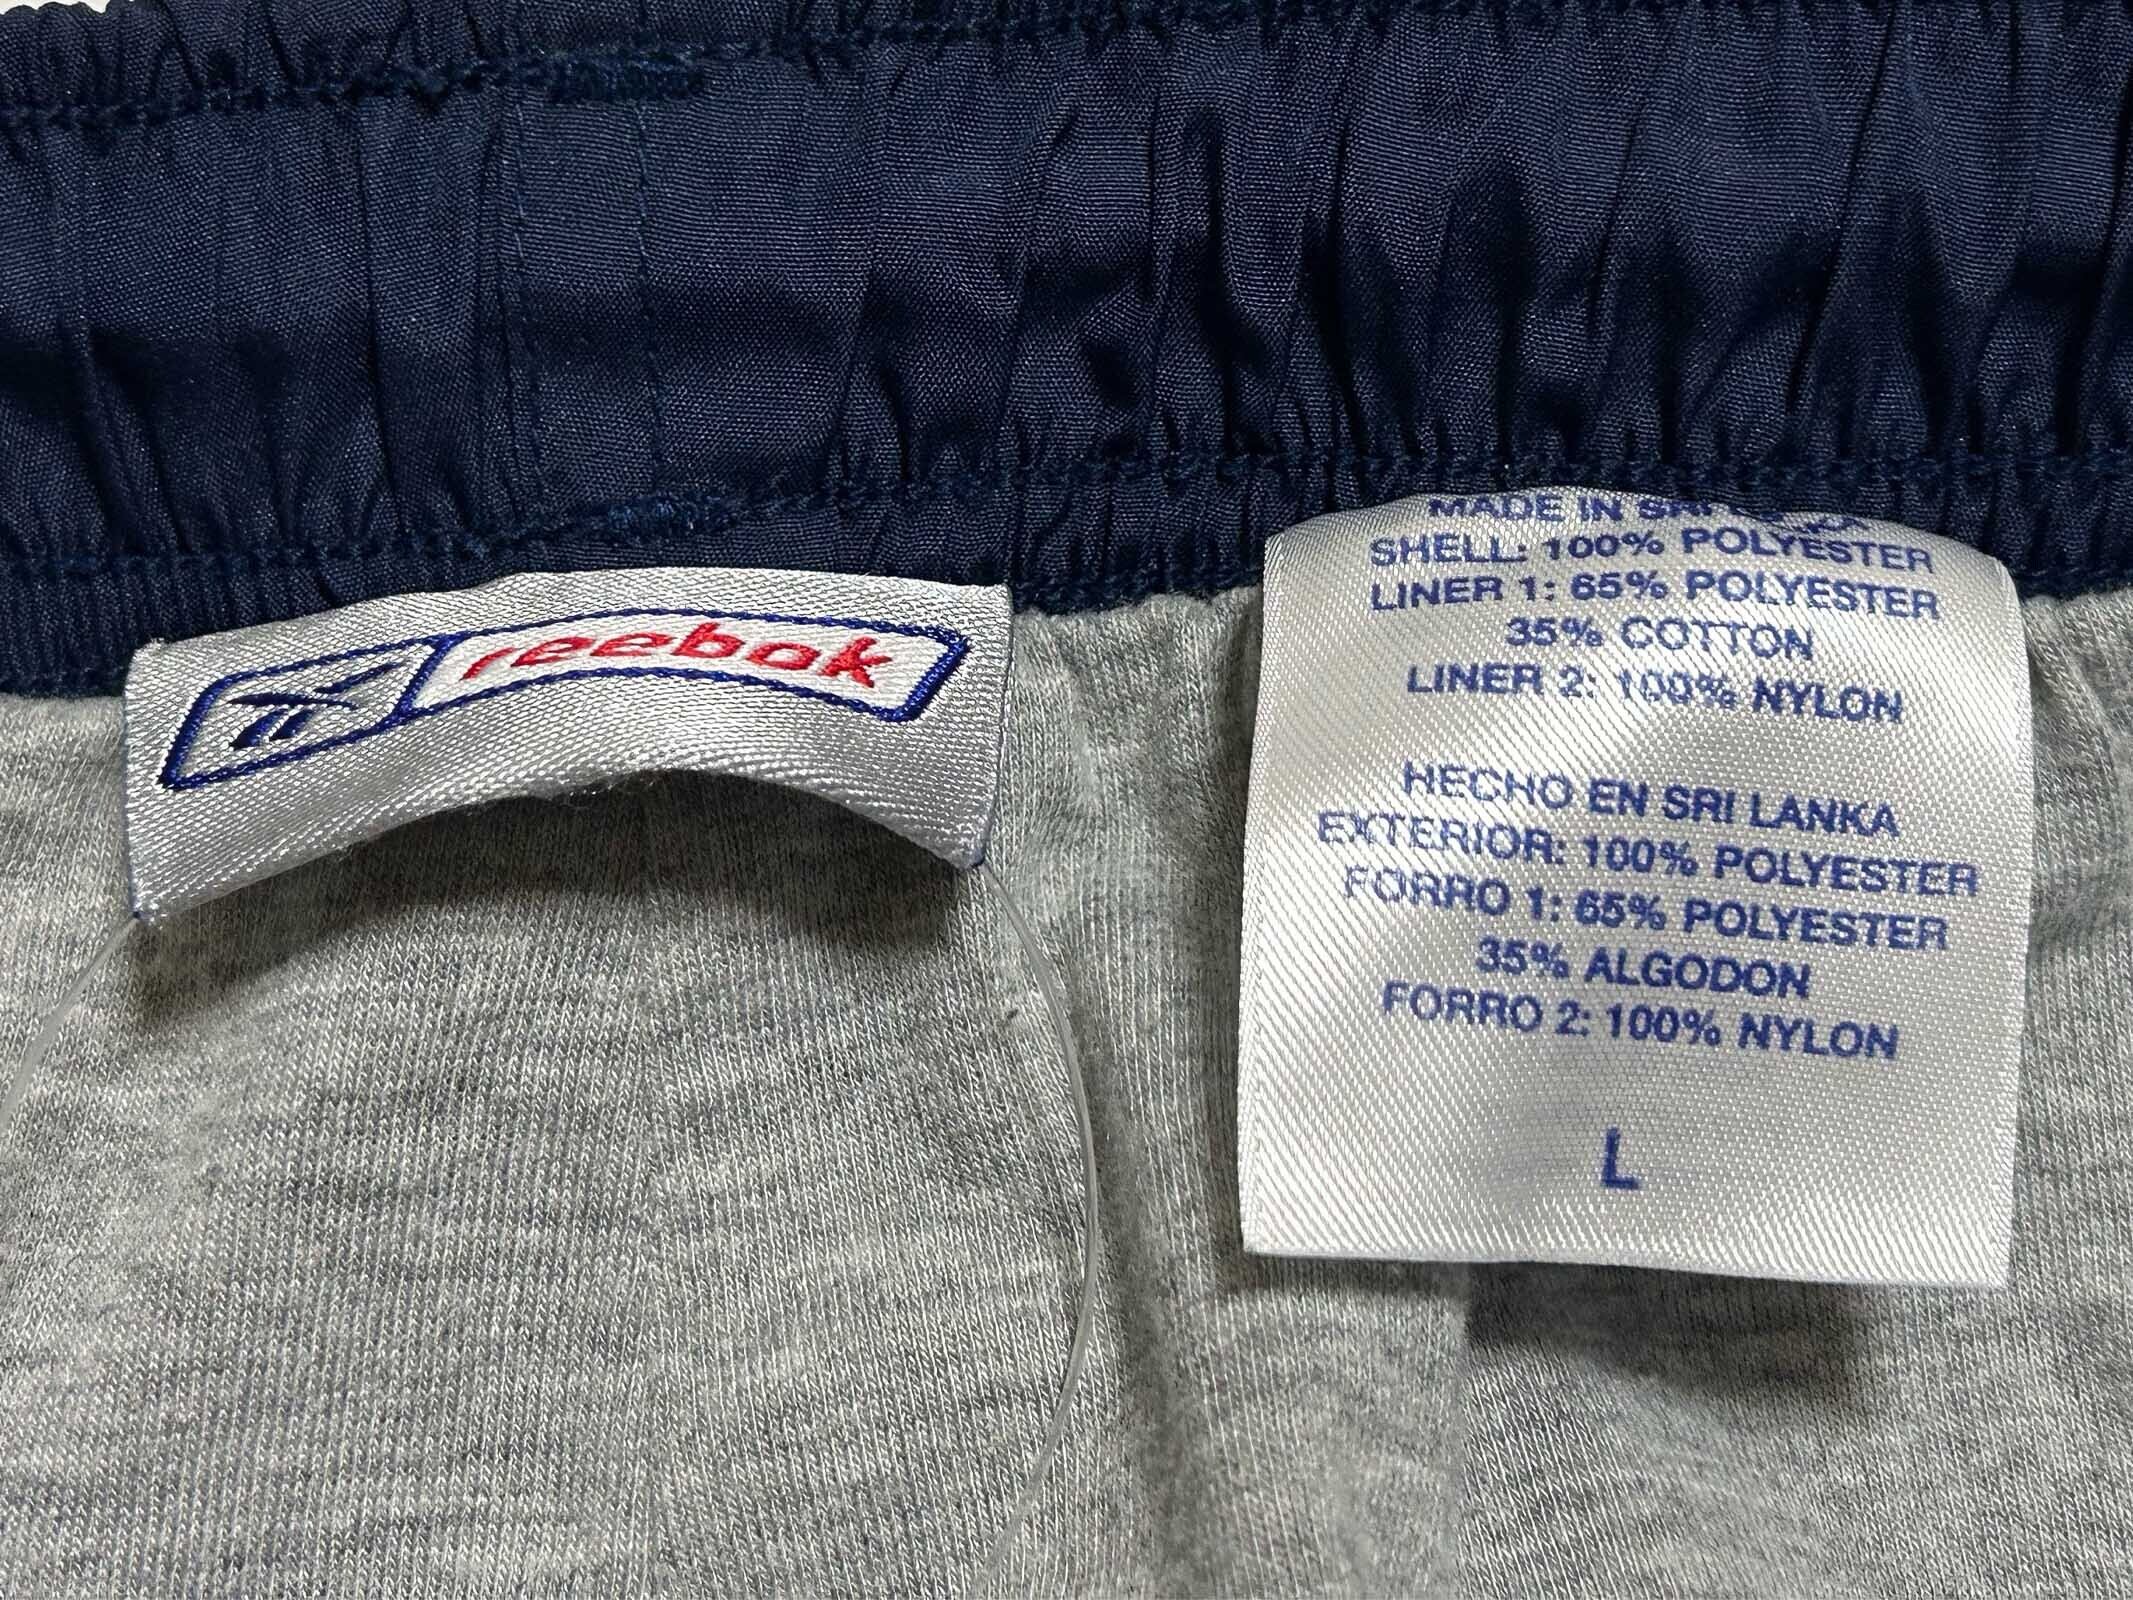 reebok
MADE IN SRI LANKA
SHELL: 100% POLYESTER
LINER 1: 65% POLYESTER
35% COTTON
LINER 2: 100% NYLON
HECHO EN SRI LANKA
EXTERIOR: 100% POLYESTER
FORRO 1: 65% POLYESTER
35% ALGODON
FORRO 2: 100% NYLON
L